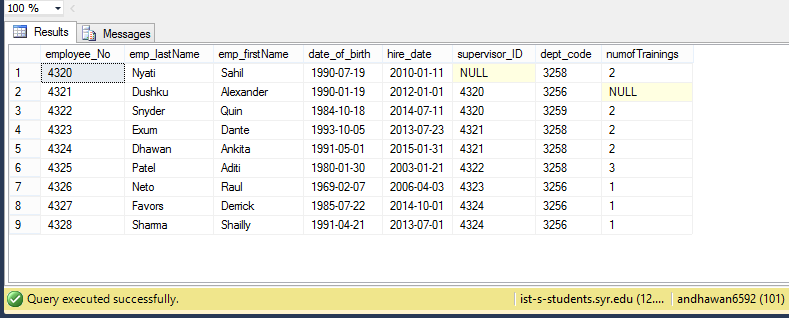 100 %
Results Messages
employee_No emp_lastName emp_firstName date_of_birth hire_date supervisor_ID dept_code numofTrainings
1 4320 Nyati Sahil 1990-07-19 2010-01-11 NULL 3258 2
2 4321 Dushku Alexander 1990-01-19 2012-01-01 4320 3256 NULL
3 4322 Snyder Quin 1984-10-18 2014-07-11 4320 3259 2
4 4323 Exum Dante 1993-10-05 2013-07-23 4321 3258 2
5 4324 Dhawan Ankita 1991-05-01 2015-01-31 4321 3258 2
6 4325 Patel Aditi 1980-01-30 2003-01-21 4322 3258 3
7 4326 Neto Raul 1969-02-07 2006-04-03 4323 3256 1
8 4327 Favors Derrick 1985-07-22 2014-10-01 4324 3256 1
9 4328 Sharma Shailly 1991-04-21 2013-07-01 4324 3256 1
Query executed successfully. ist-s-students.syr.edu (12.... andhawan6592 (101)